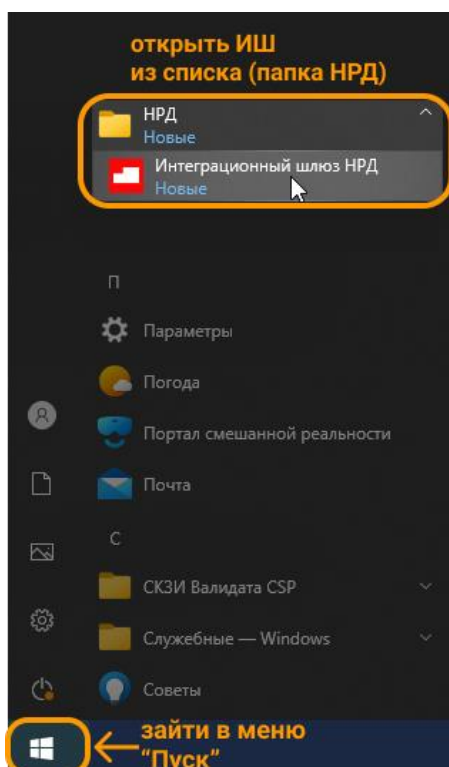 открыть ИШ
из списка (папка НРД)
НРД
Новые
Интеграционный шлюз НРД
Новые
П
Параметры
Погода
Портал смешанной реальности
Почта
С
СКЗИ Валидата CSP
Служебные — Windows
Советы
зайти в меню
“Пуск”